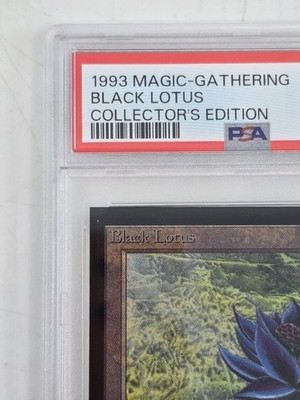 1993 MAGIC-GATHERING
BLACK LOTUS
COLLECTOR'S EDITION
PSA
Black Lotus